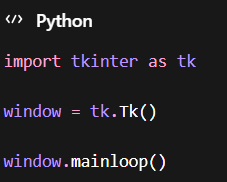 </> Python
import tkinter as tk
window = tk.Tk()
window.mainloop()